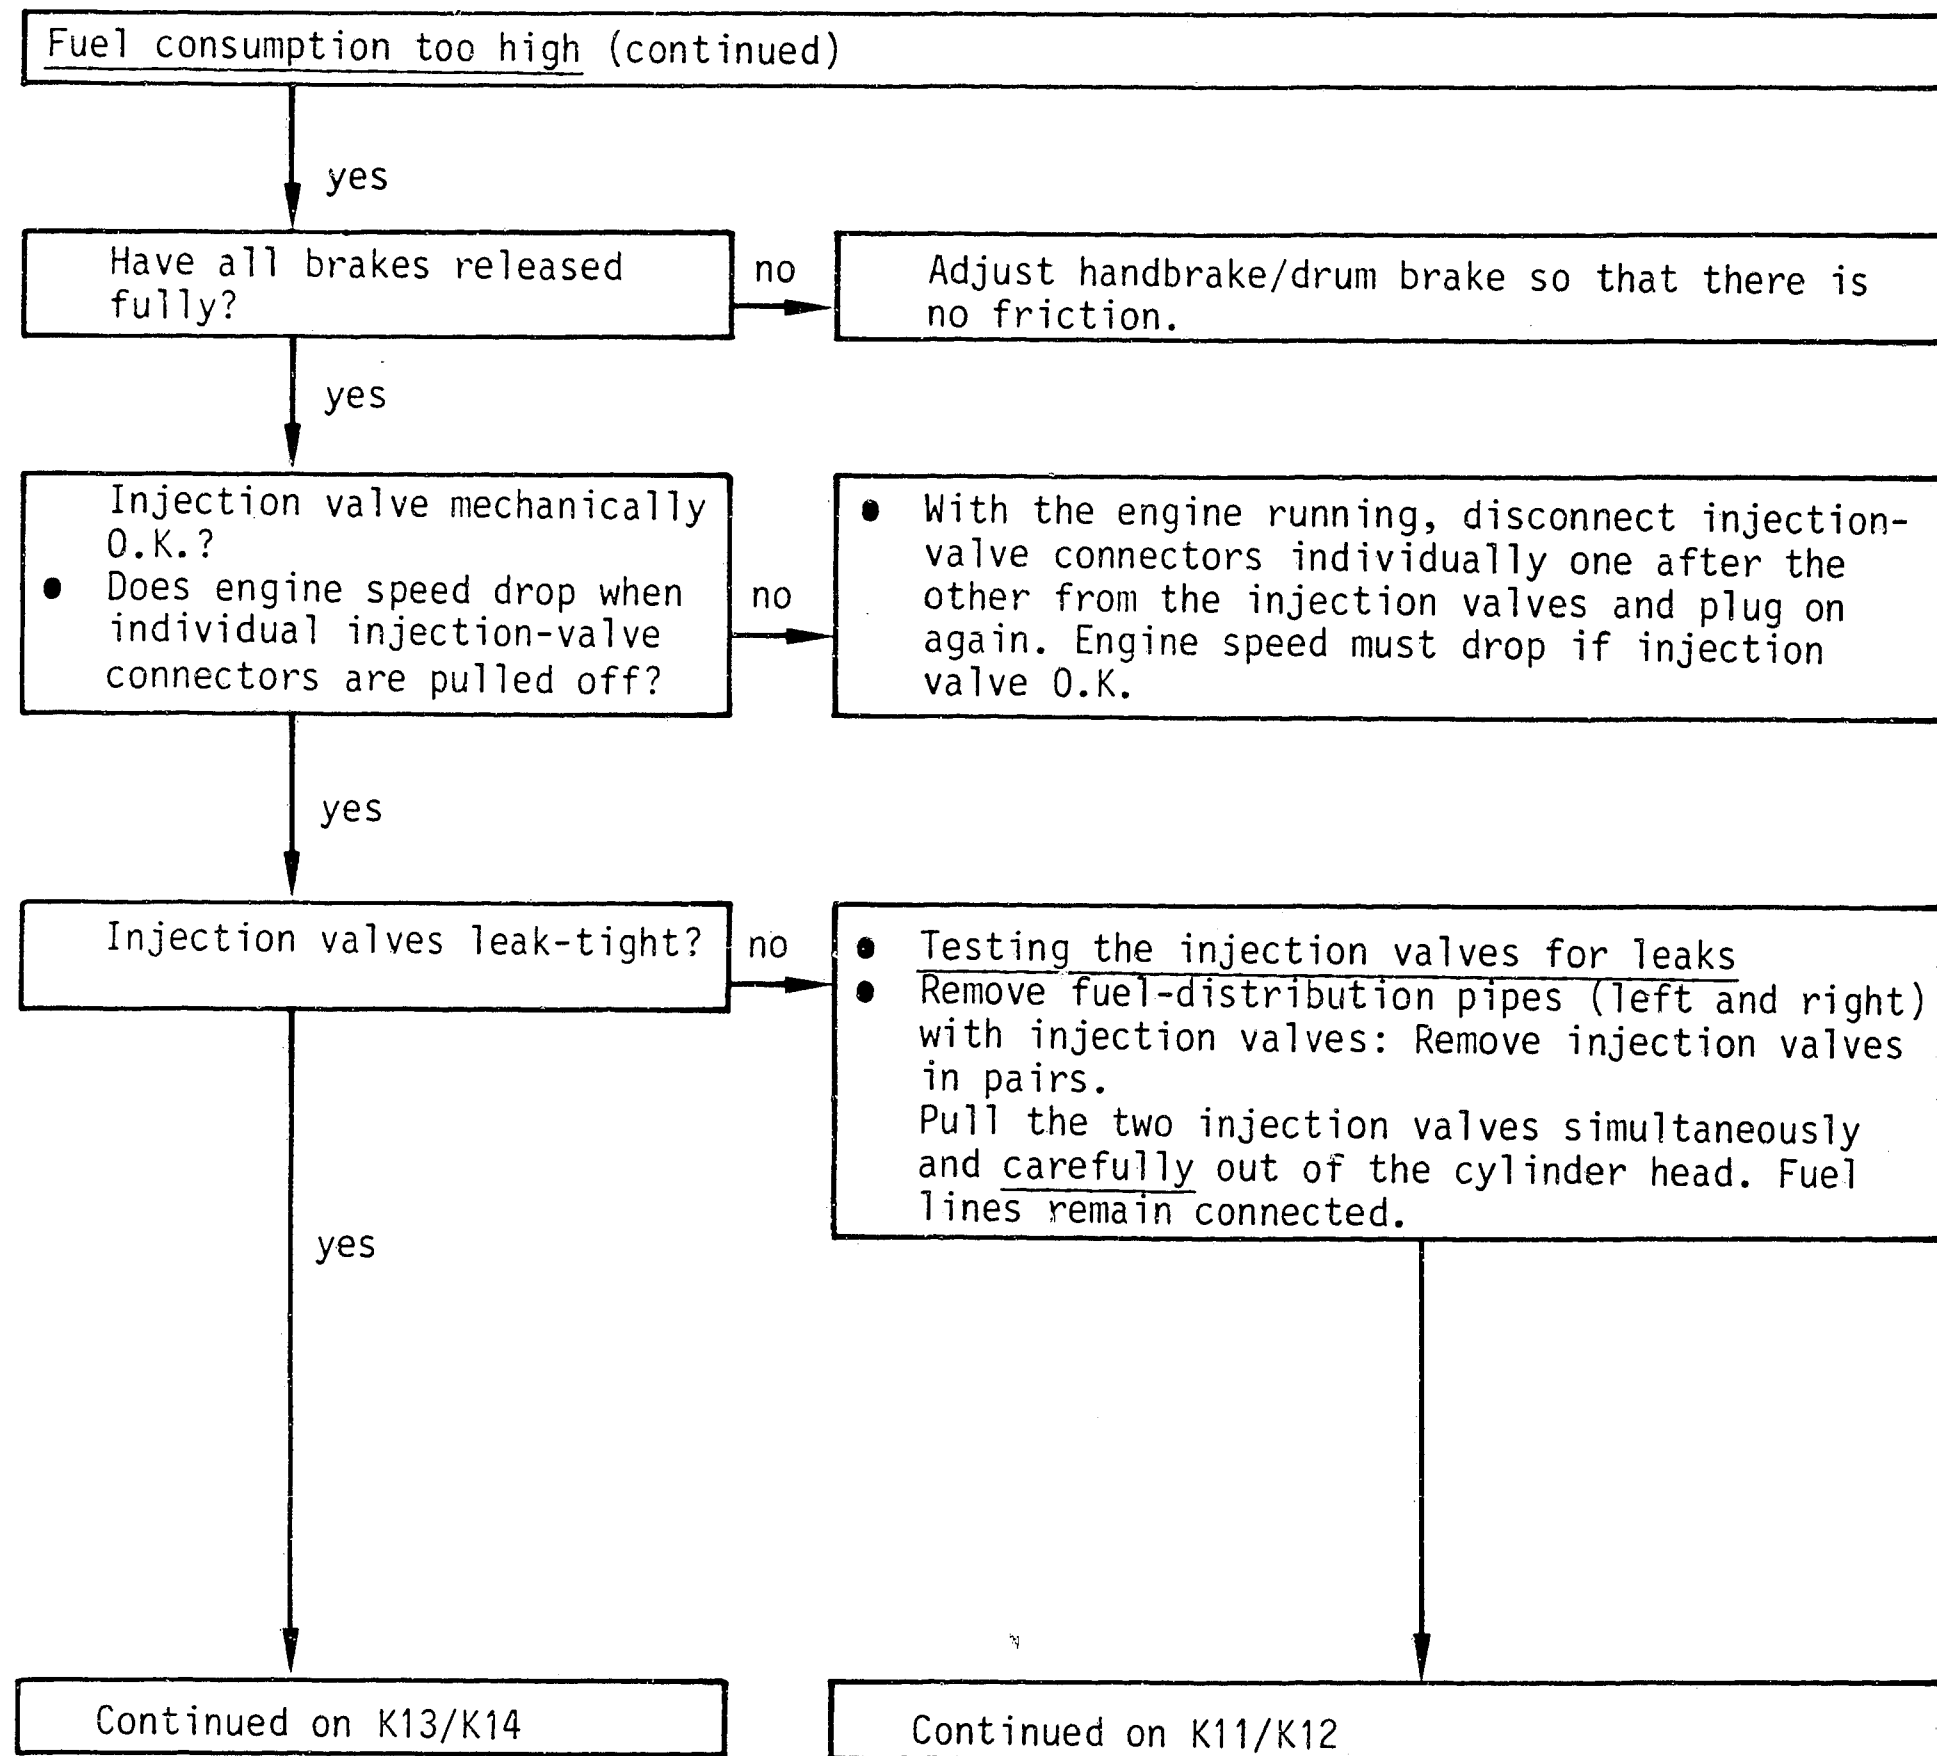 Fuel consumption too high (continued)
yes
Have all brakes released
fully?
no
Adjust handbrake/drum brake so that there is
no friction.
yes
Injection valve mechanically
O.K.?
● Does engine speed drop when
individual injection-valve
connectors are pulled off?
no
● With the engine running, disconnect injection-
valve connectors individually one after the
other from the injection valves and plug on
again. Engine speed must drop if injection
valve O.K.
yes
Injection valves leak-tight?
no
● Testing the injection valves for leaks
● Remove fuel-distribution pipes (left and right)
with injection valves: Remove injection valves
in pairs.
Pull the two injection valves simultaneously
and carefully out of the cylinder head. Fuel
lines remain connected.
yes
Continued on K13/K14
Continued on K11/K12